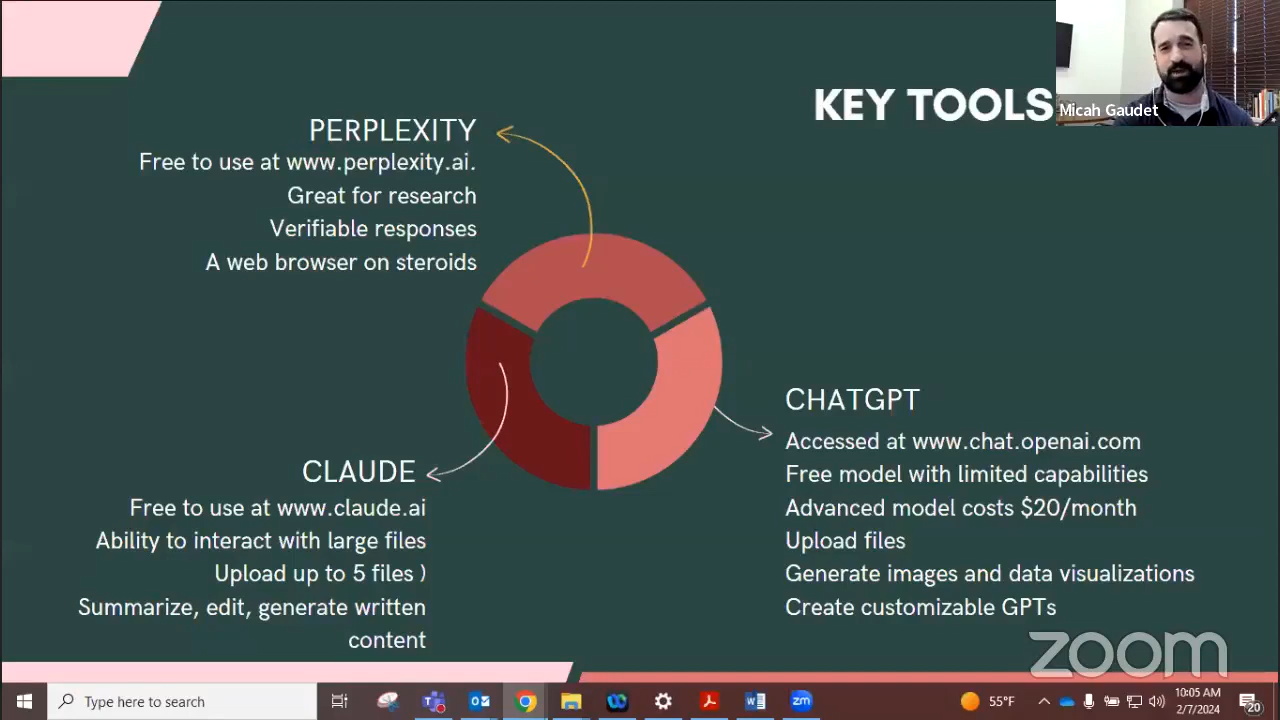 KEY TOOLS
Micah Gaudet
PERPLEXITY
Free to use at www.perplexity.ai.
Great for research
Verifiable responses
A web browser on steroids
CLAUDE
Free to use at www.claude.ai
Ability to interact with large files
Upload up to 5 files )
Summarize, edit, generate written
content
CHATGPT
Accessed at www.chat.openai.com
Free model with limited capabilities
Advanced model costs $20/month
Upload files
Generate images and data visualizations
Create customizable GPTs
zoom
Type here to search
zm
55°F
10:05 AM
2/7/2024
20